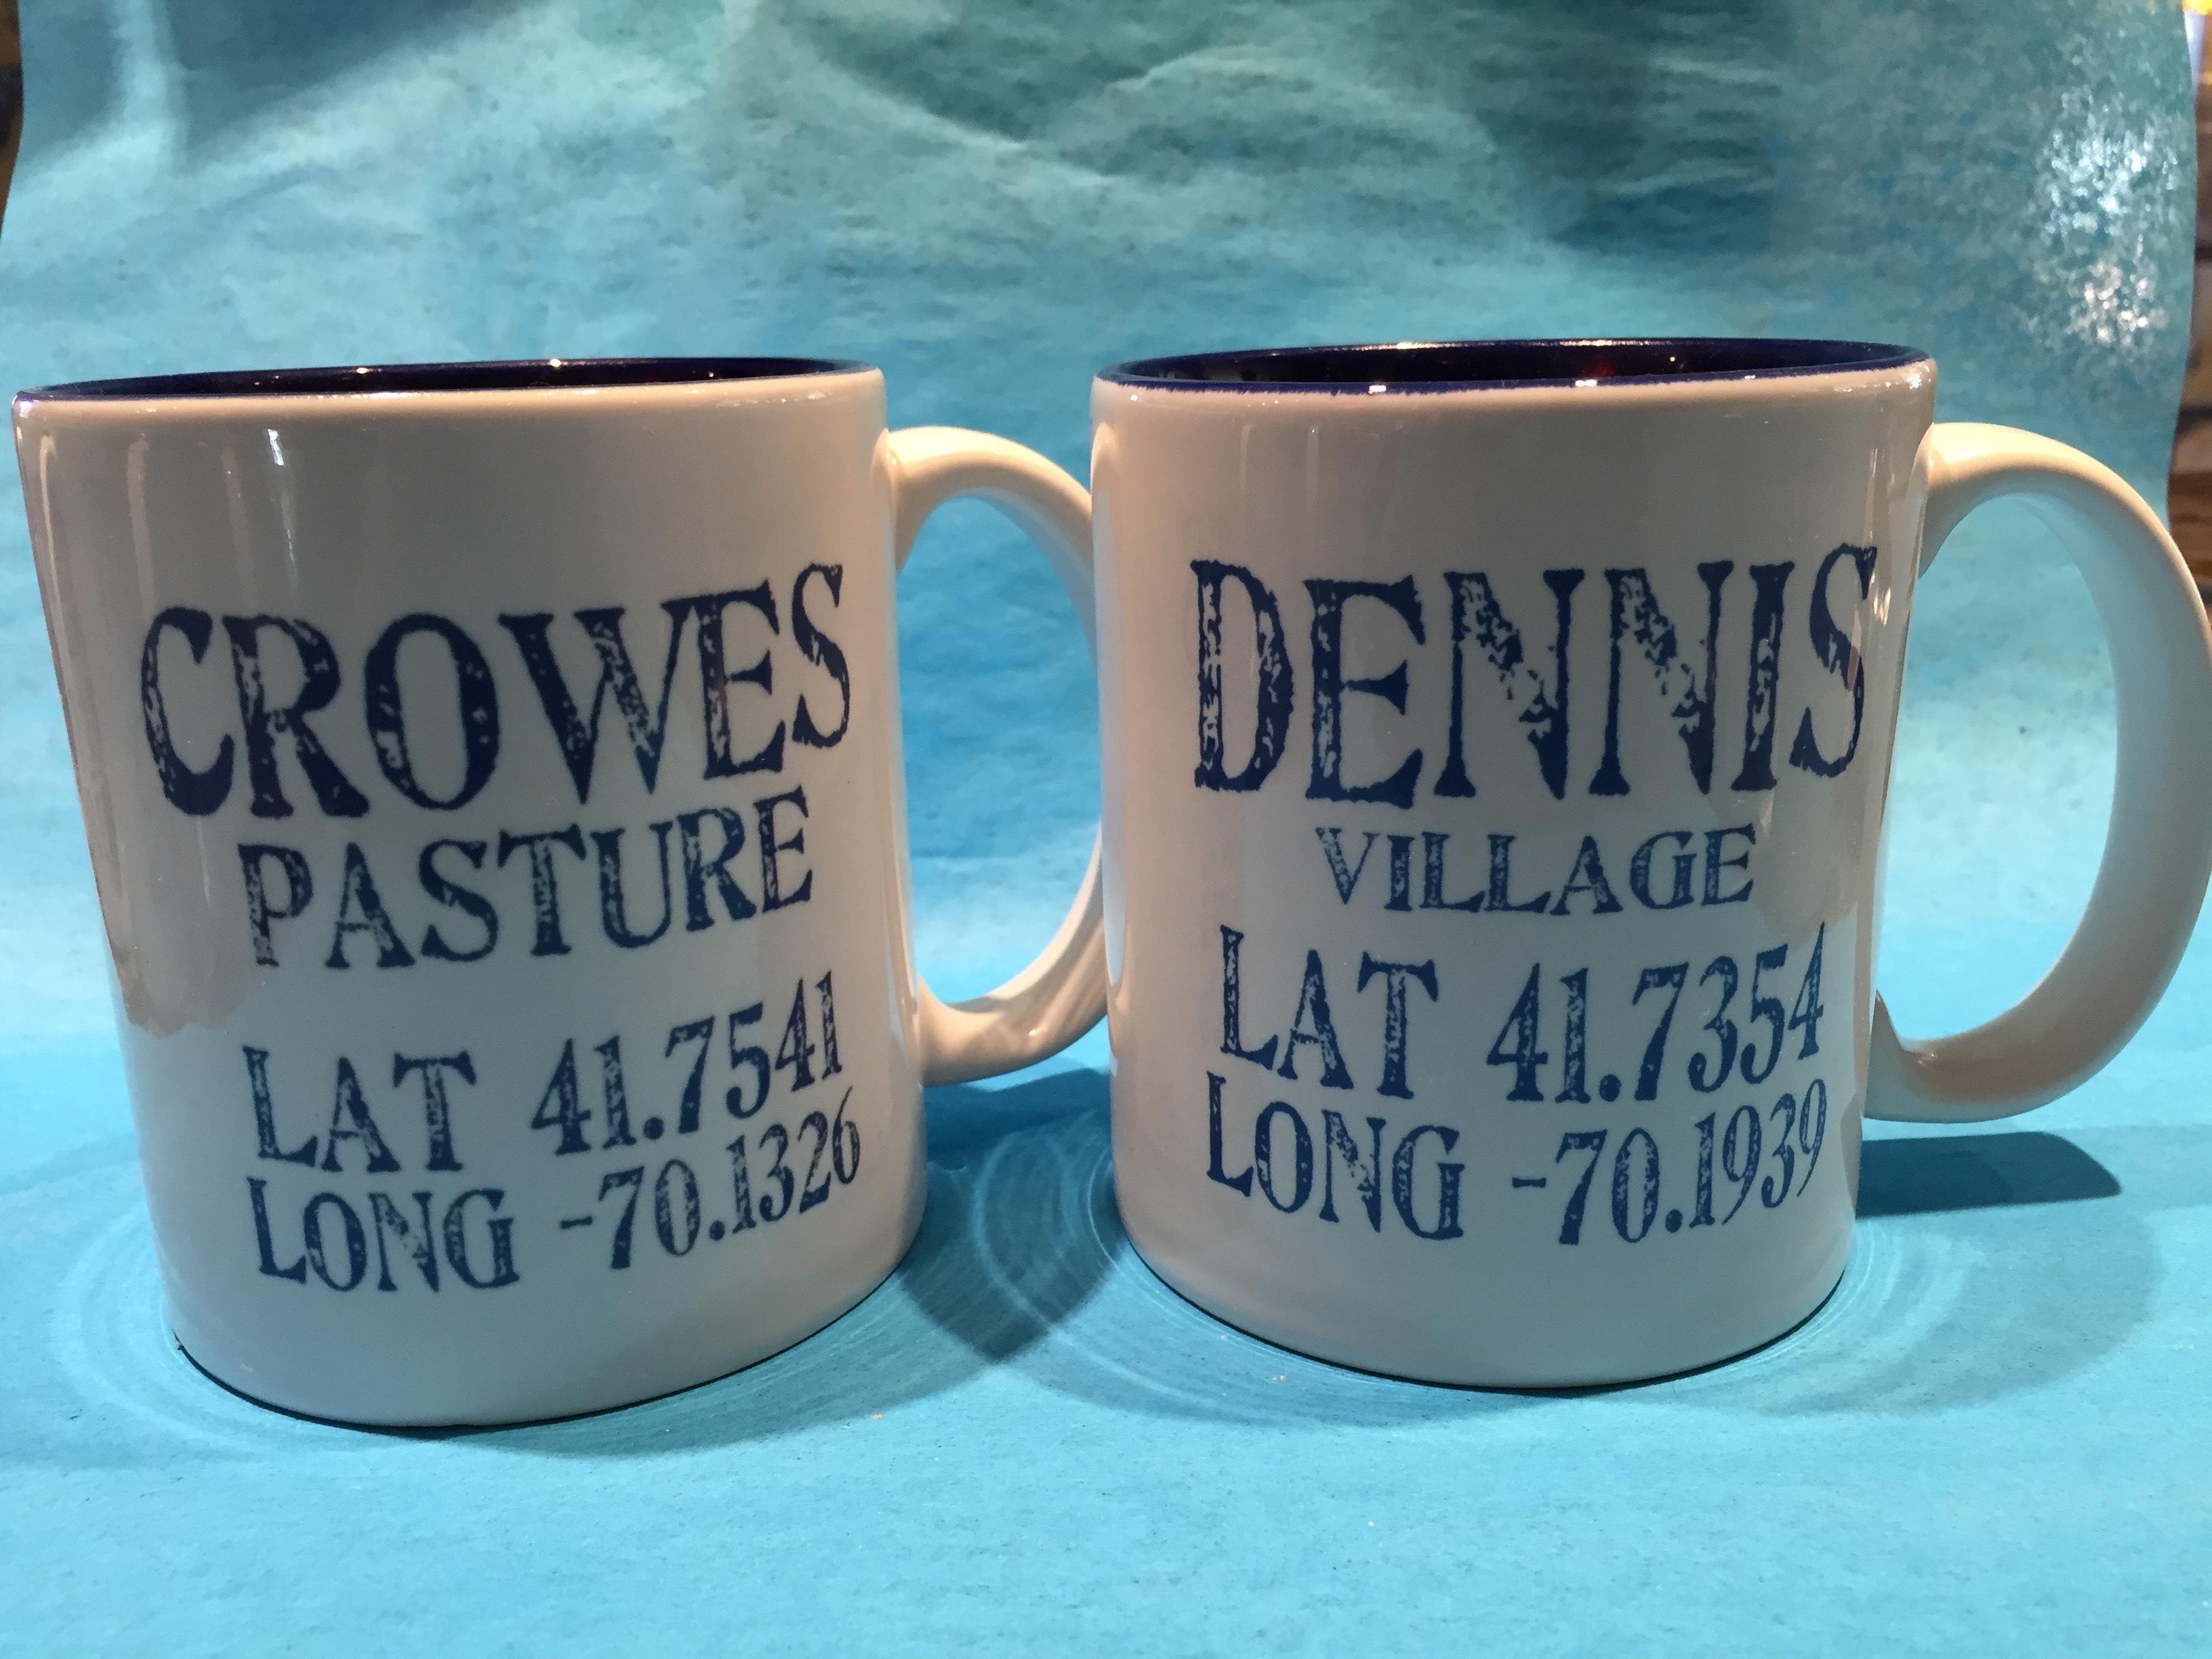 CROWES
PASTURE
LAT 41.7541
LONG -70.1326
DENNIS
VILLAGE
LAT 41.7354
LONG -70.1939